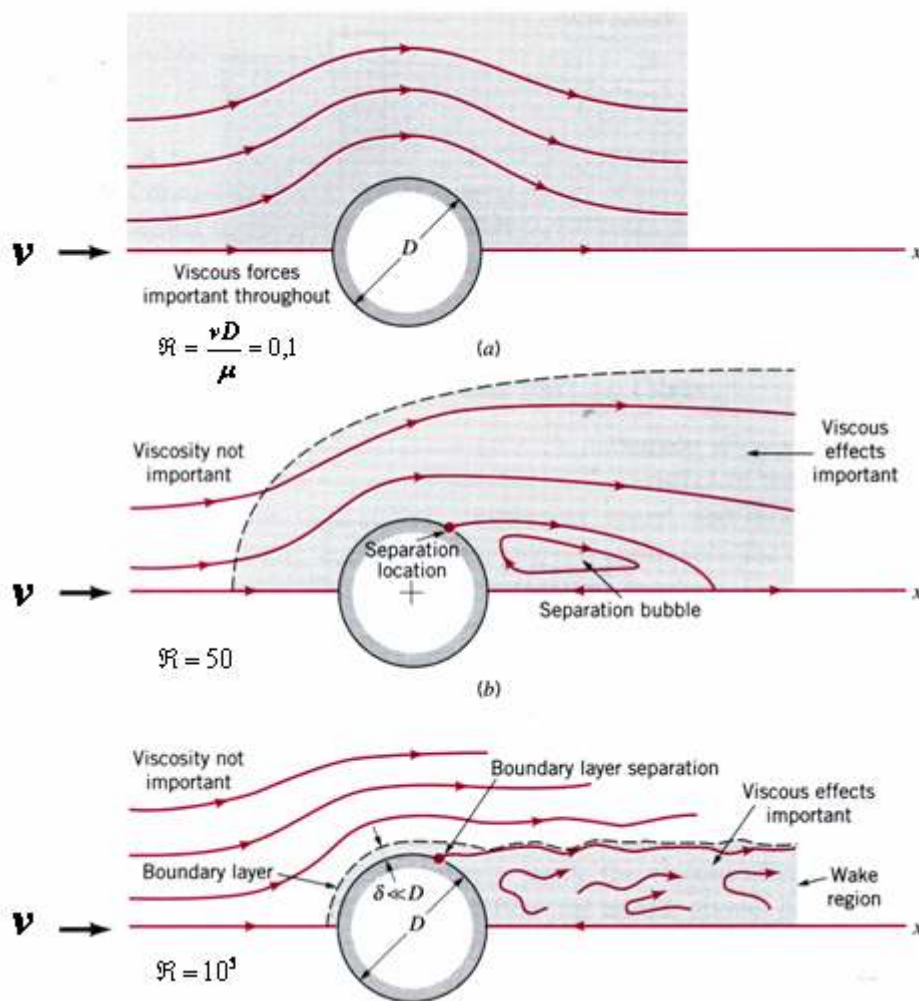 v
D
x
Viscous forces
important throughout
ℜ = vD/μ = 0,1
(a)
Viscosity not
important
Viscous
effects
important
Separation
location
Separation bubble
v
x
ℜ = 50
(b)
Viscosity not
important
Boundary layer separation
Viscous effects
important
Boundary layer
δ≪D
D
Wake
region
v
x
ℜ = 10³